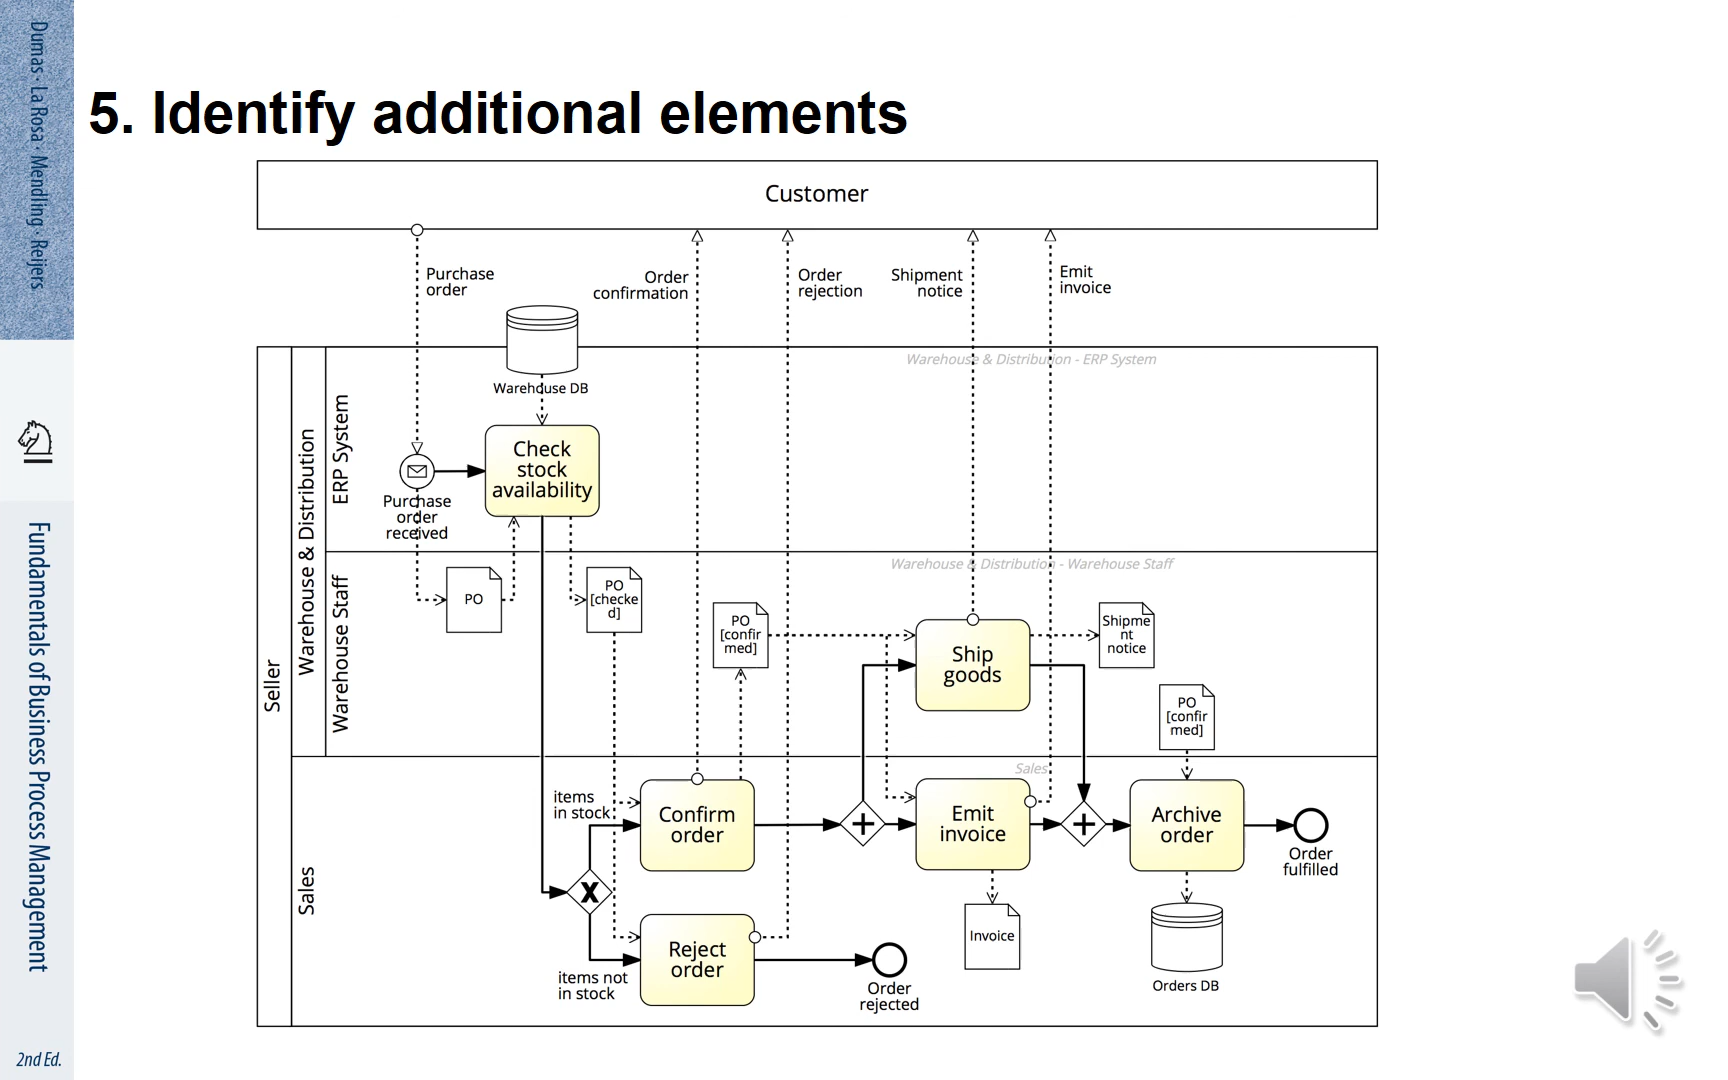 Dumas · La Rosa · Mendling · Reijers
Fundamentals of Business Process Management
2nd Ed.
5. Identify additional elements
Customer
Purchase
order
Order
confirmation
Order
rejection
Shipment
notice
Emit
invoice
Seller
Warehouse & Distribution
ERP System
Warehouse & Distribution - ERP System
Warehouse DB
Check
stock
availability
Purchase
order
received
Warehouse Staff
Warehouse & Distribution - Warehouse Staff
PO
PO
[checke
d]
PO
[confir
med]
Ship
goods
Shipme
nt
notice
PO
[confir
med]
Sales
Sales
items
in stock
Confirm
order
+
Emit
invoice
+
Archive
order
Order
fulfilled
X
items not
in stock
Reject
order
Order
rejected
Invoice
Orders DB